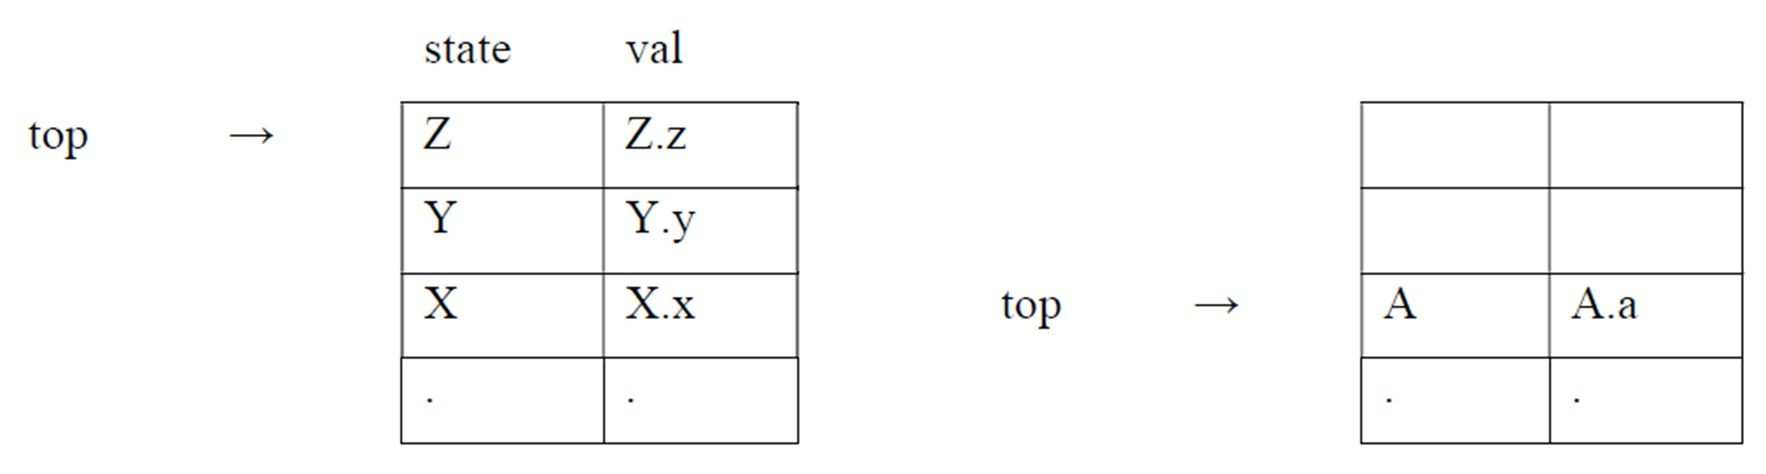 state val
top → Z Z.z
Y Y.y
X X.x top → A A.a
. . . .